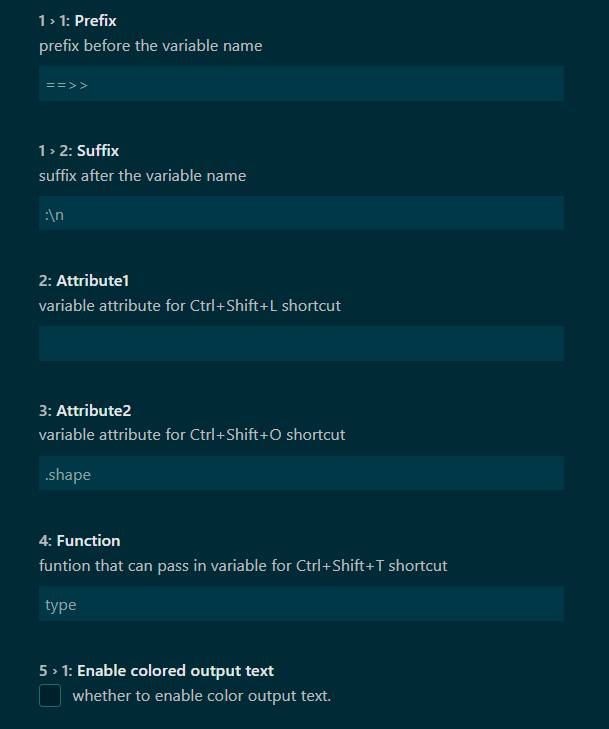 1 › 1: Prefix
prefix before the variable name
==>>
1 › 2: Suffix
suffix after the variable name
:\n
2: Attribute1
variable attribute for Ctrl+Shift+L shortcut
3: Attribute2
variable attribute for Ctrl+Shift+O shortcut
.shape
4: Function
funtion that can pass in variable for Ctrl+Shift+T shortcut
type
5 › 1: Enable colored output text
whether to enable color output text.